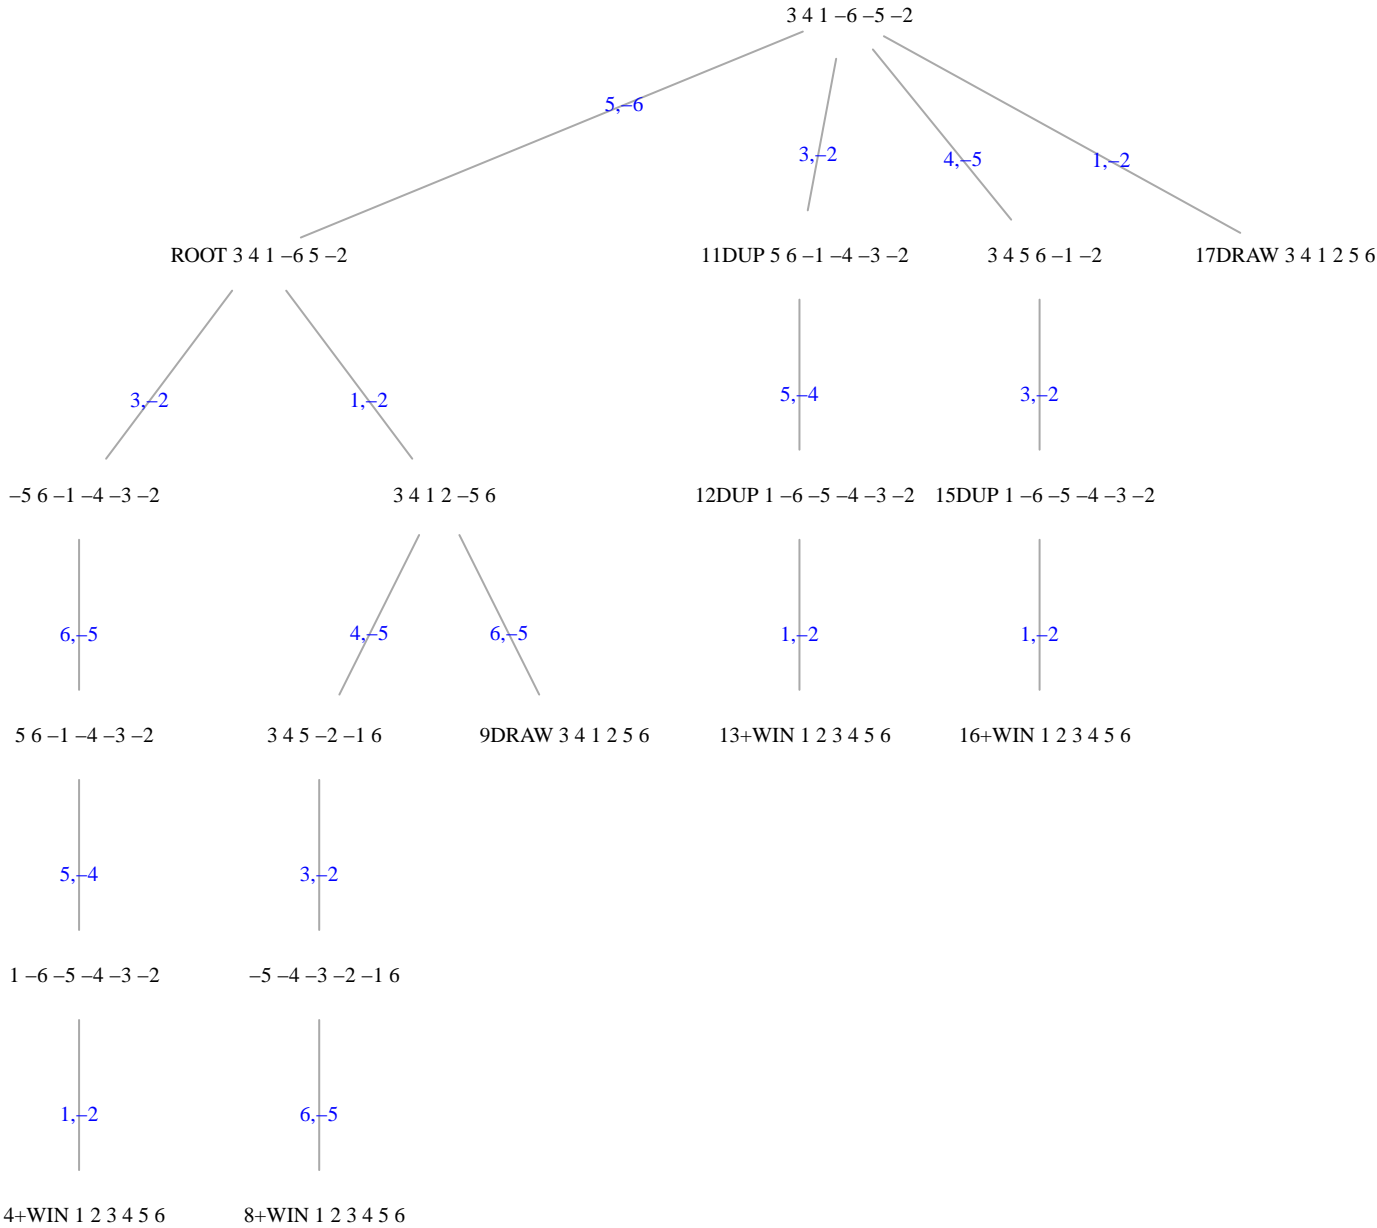 3 4 1 –6 –5 –2
5,–6
3,–2
4,–5
1,–2
ROOT 3 4 1 –6 5 –2
11DUP 5 6 –1 –4 –3 –2
3 4 5 6 –1 –2
17DRAW 3 4 1 2 5 6
3,–2
1,–2
5,–4
3,–2
–5 6 –1 –4 –3 –2
3 4 1 2 –5 6
12DUP 1 –6 –5 –4 –3 –2
15DUP 1 –6 –5 –4 –3 –2
6,–5
4,–5
6,–5
1,–2
1,–2
5 6 –1 –4 –3 –2
3 4 5 –2 –1 6
9DRAW 3 4 1 2 5 6
13+WIN 1 2 3 4 5 6
16+WIN 1 2 3 4 5 6
5,–4
3,–2
1 –6 –5 –4 –3 –2
–5 –4 –3 –2 –1 6
1,–2
6,–5
4+WIN 1 2 3 4 5 6
8+WIN 1 2 3 4 5 6